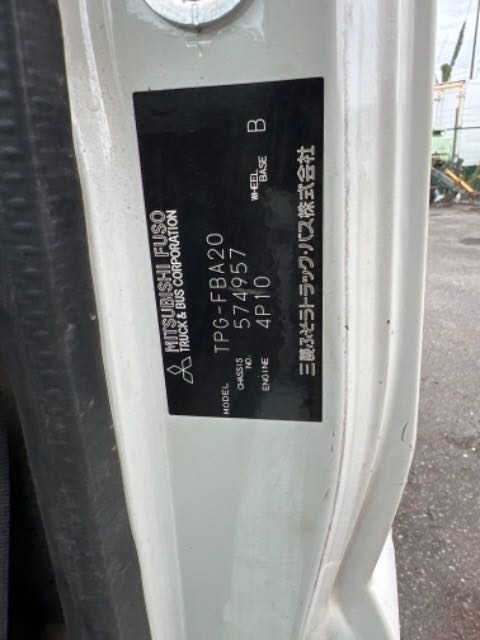 MITSUBISHI FUSO
TRUCK & BUS CORPORATION
MODEL TPG-FBA20
CHASSIS NO. 574957
ENGINE 4P10 WHEEL BASE B
三菱ふそうトラック・バス株式会社